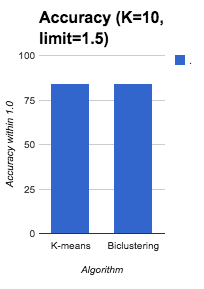 Accuracy (K=10,
limit=1.5)
100
.
75
50
25
0
Accuracy within 1.0
K-means Biclustering
Algorithm